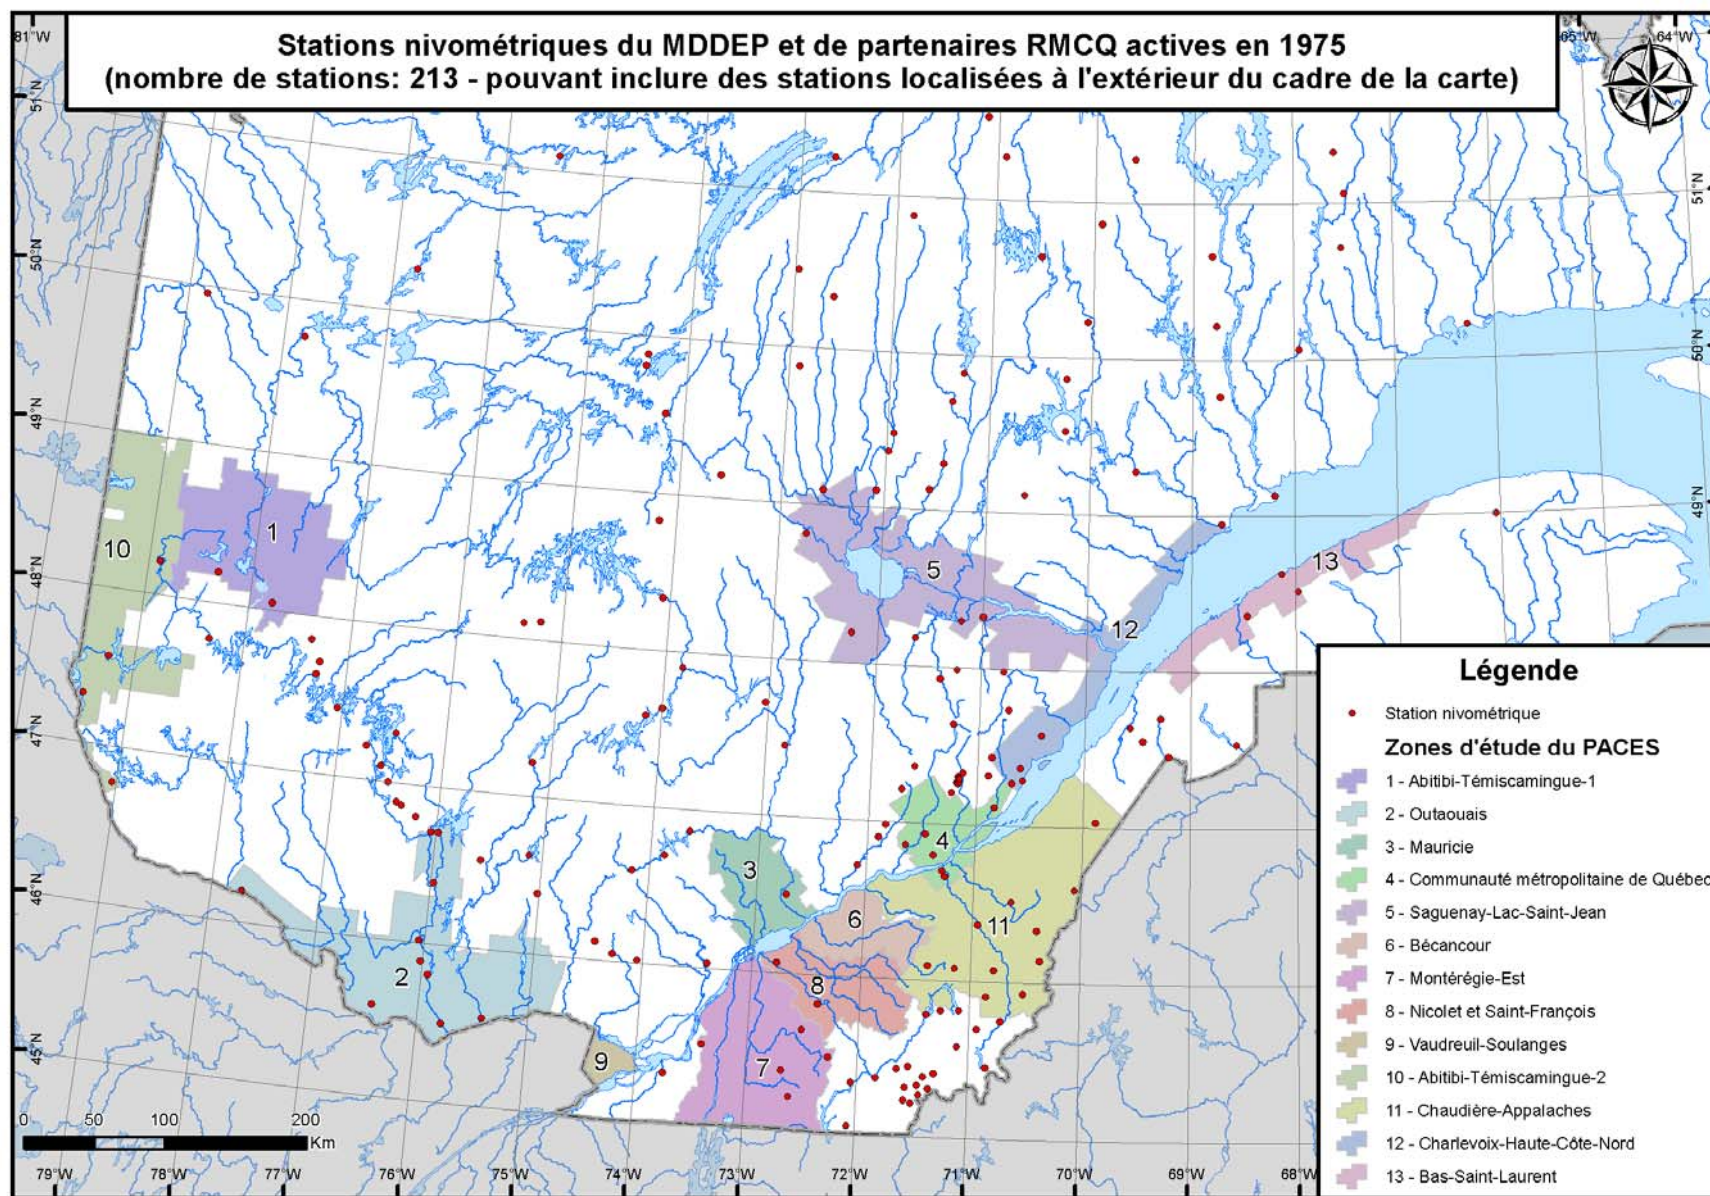 Stations nivométriques du MDDEP et de partenaires RMCQ actives en 1975
(nombre de stations: 213 - pouvant inclure des stations localisées à l'extérieur du cadre de la carte)
81°W
65°W
64°W
51°N
50°N
49°N
48°N
47°N
46°N
45°N
51°N
50°N
49°N
1
10
5
12
13
4
3
6
11
2
8
9
7
Légende
Station nivométrique
Zones d'étude du PACES
1 - Abitibi-Témiscamingue-1
2 - Outaouais
3 - Mauricie
4 - Communauté métropolitaine de Québec
5 - Saguenay-Lac-Saint-Jean
6 - Bécancour
7 - Montérégie-Est
8 - Nicolet et Saint-François
9 - Vaudreuil-Soulanges
10 - Abitibi-Témiscamingue-2
11 - Chaudière-Appalaches
12 - Charlevoix-Haute-Côte-Nord
13 - Bas-Saint-Laurent
0 50 100 200
Km
79°W 78°W 77°W 76°W 75°W 74°W 73°W 72°W 71°W 70°W 69°W 68°W